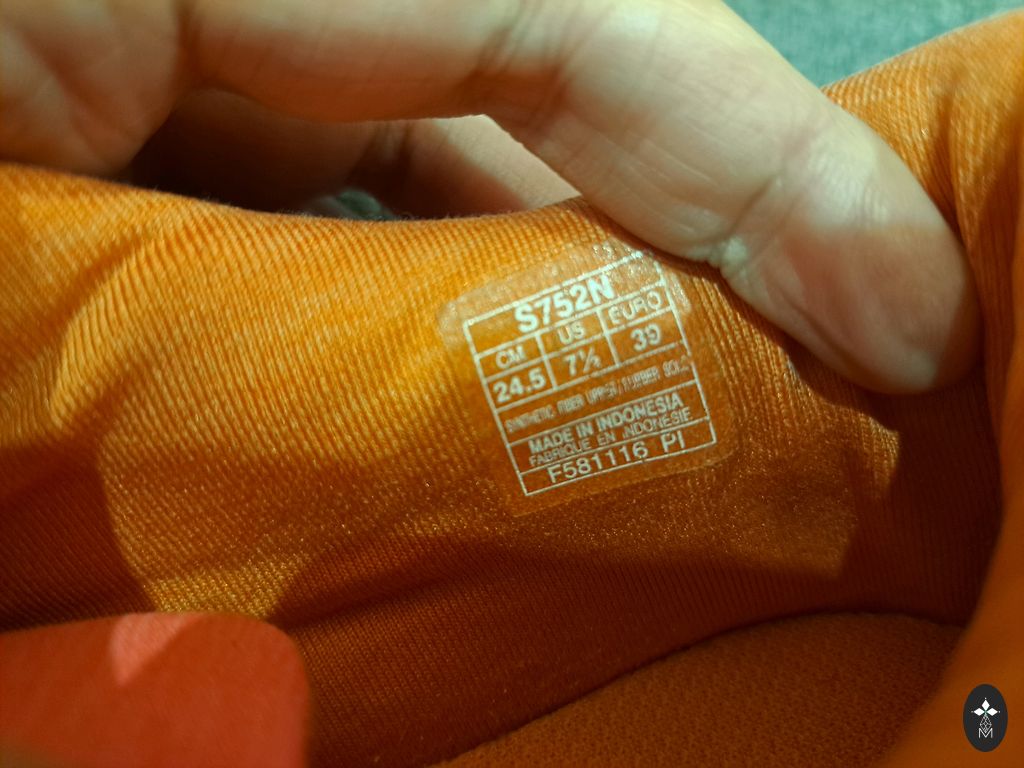 S752N
CM US EURO
24.5 7½ 39
SYNTHETIC FIBER UPPER/RUBBER SOLE
MADE IN INDONESIA
FABRIQUE EN INDONESIE
F581116 PI
M